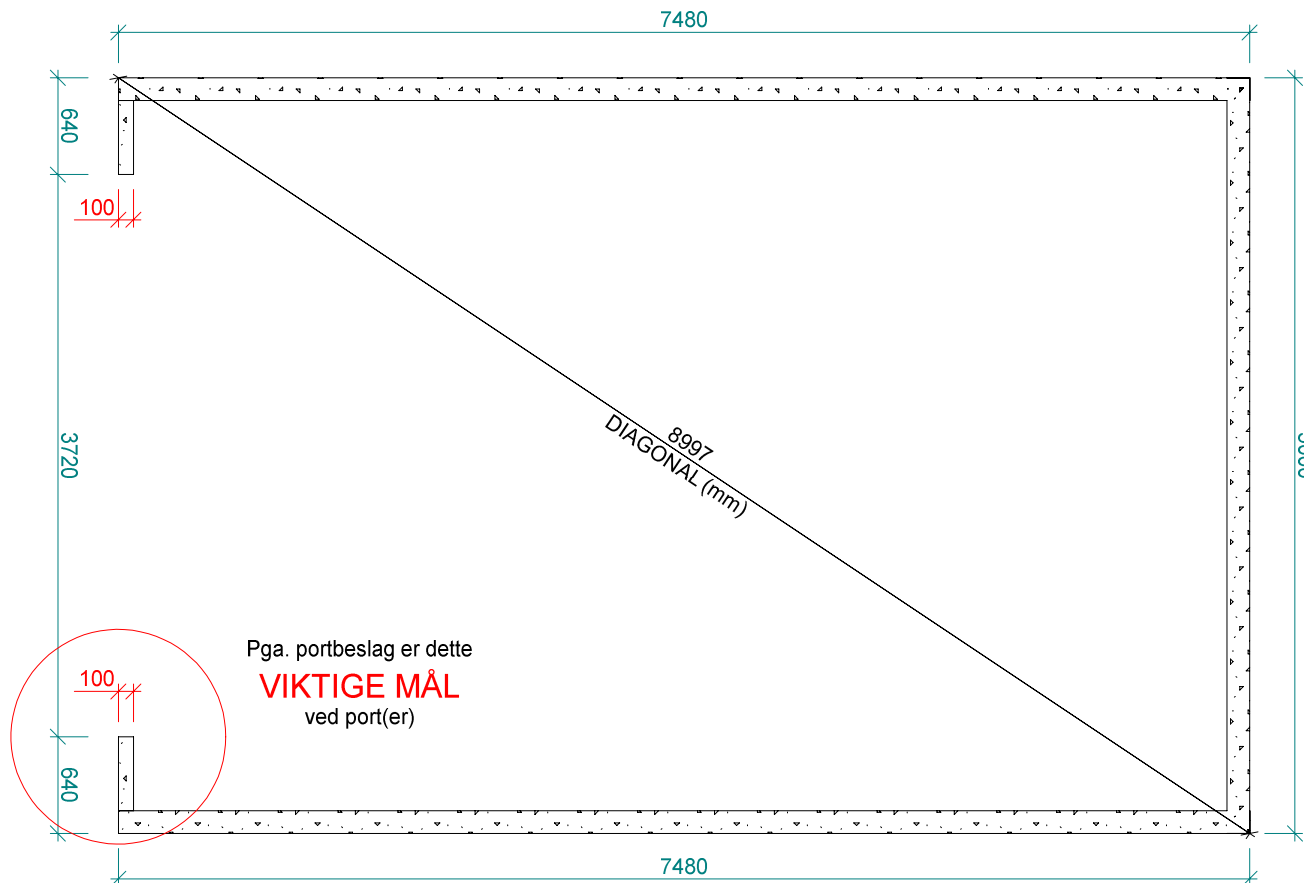 7480
640
100
3720
8997
DIAGONAL (mm)
Pga. portbeslag er dette
VIKTIGE MÅL
ved port(er)
100
640
7480